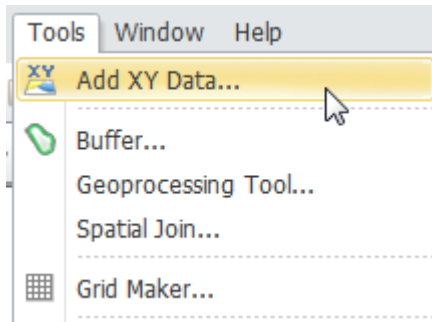 Tools Window Help
XY Add XY Data...
Buffer...
Geoprocessing Tool...
Spatial Join...
Grid Maker...